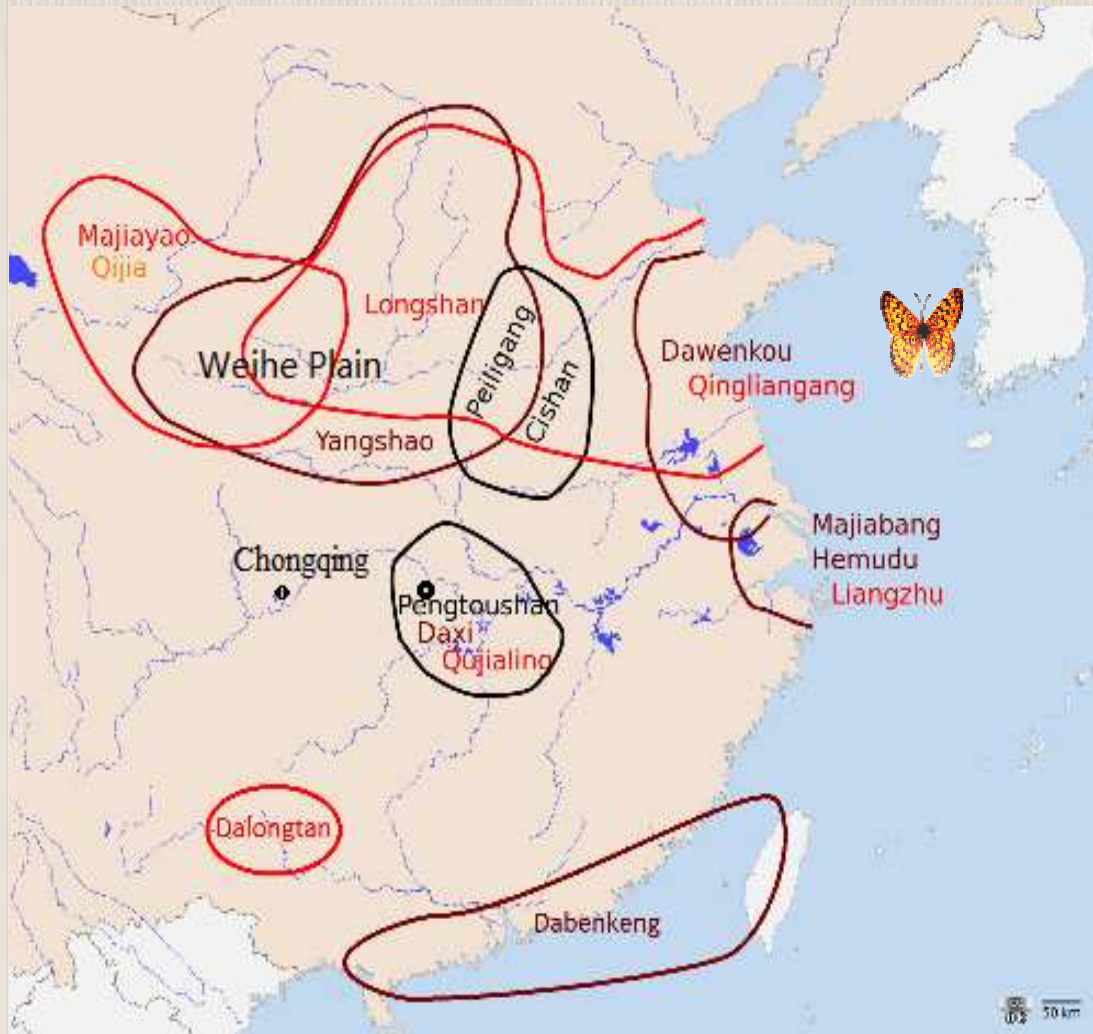 Majiayao
Qijia
Longshan
Weihe Plain
Peiligang
Cishan
Dawenkou
Qingliangang
Yangshao
Majiabang
Hemudu
Liangzhu
Chongqing
Pengtoushan
Daxi
Qujialing
Dalongtan
Dabenkeng
50 km